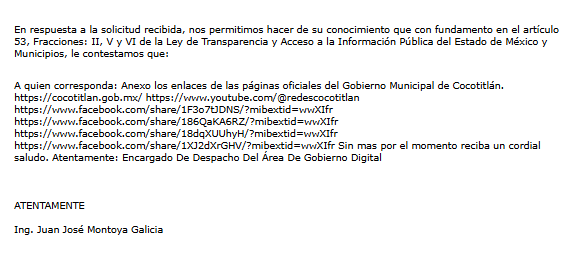 En respuesta a la solicitud recibida, nos permitimos hacer de su conocimiento que con fundamento en el artículo
53, Fracciones: II, V y VI de la Ley de Transparencia y Acceso a la Información Pública del Estado de México y
Municipios, le contestamos que:
A quien corresponda: Anexo los enlaces de las páginas oficiales del Gobierno Municipal de Cocotitlán.
https://cocotitlan.gob.mx/ https://www.youtube.com/@redescocotitlan
https://www.facebook.com/share/1F3o7tJDNS/?mibextid=wwXIfr
https://www.facebook.com/share/186QaKA6RZ/?mibextid=wwXIfr
https://www.facebook.com/share/18dqXUUhyH/?mibextid=wwXIfr
https://www.facebook.com/share/1XJ2dXrGHV/?mibextid=wwXIfr Sin mas por el momento reciba un cordial
saludo. Atentamente: Encargado De Despacho Del Área De Gobierno Digital
ATENTAMENTE
Ing. Juan José Montoya Galicia